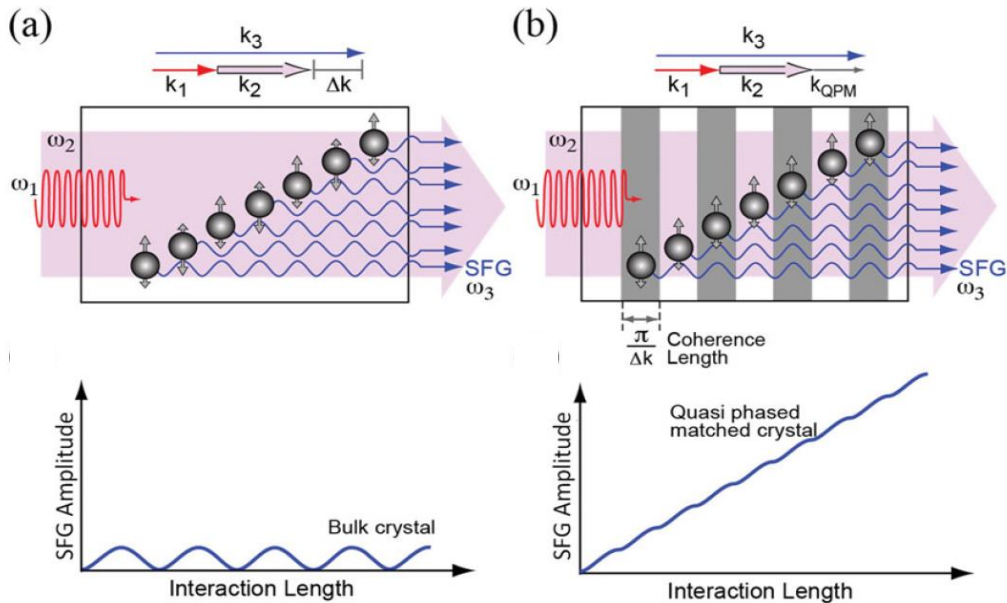 (a)
k3
k1
k2
Δk
ω2
ω1
SFG
ω3
SFG Amplitude
Bulk crystal
Interaction Length
(b)
k3
k1
k2
kQPM
ω2
ω1
SFG
ω3
π
Δk
Coherence
Length
SFG Amplitude
Quasi phased
matched crystal
Interaction Length